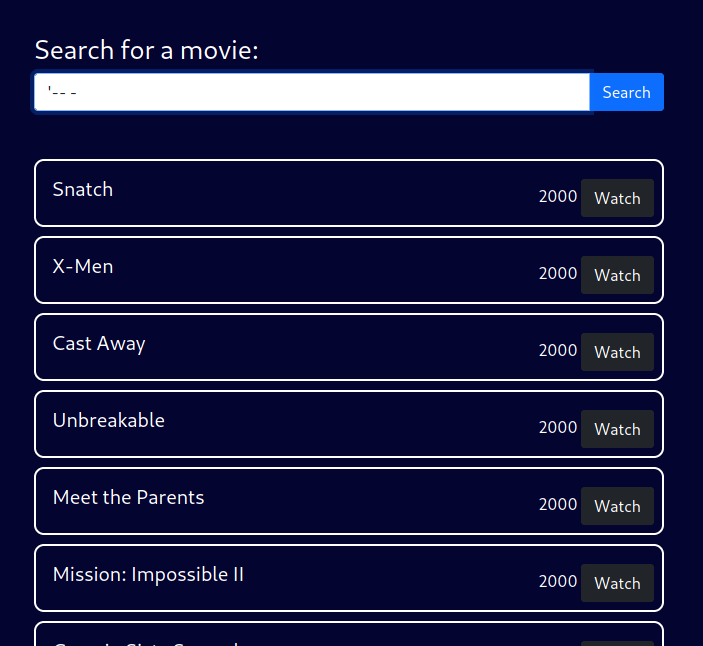 Search for a movie:
'-- -
Search
Snatch
2000 Watch
X-Men
2000 Watch
Cast Away
2000 Watch
Unbreakable
2000 Watch
Meet the Parents
2000 Watch
Mission: Impossible II
2000 Watch